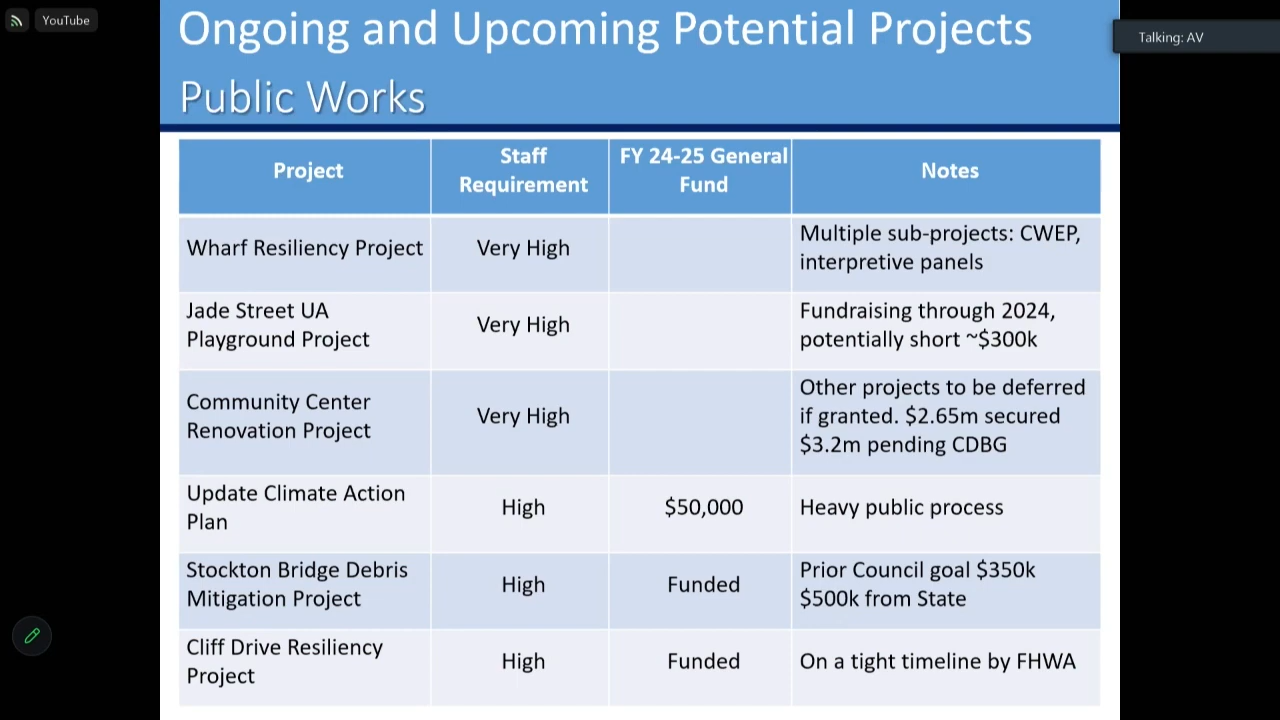 YouTube
Talking: AV
Ongoing and Upcoming Potential Projects
Public Works
Project
Staff
Requirement
FY 24-25 General
Fund
Notes
Wharf Resiliency Project
Very High
Multiple sub-projects: CWEP,
interpretive panels
Jade Street UA
Playground Project
Very High
Fundraising through 2024,
potentially short ~$300k
Community Center
Renovation Project
Very High
Other projects to be deferred
if granted. $2.65m secured
$3.2m pending CDBG
Update Climate Action
Plan
High
$50,000
Heavy public process
Stockton Bridge Debris
Mitigation Project
High
Funded
Prior Council goal $350k
$500k from State
Cliff Drive Resiliency
Project
High
Funded
On a tight timeline by FHWA